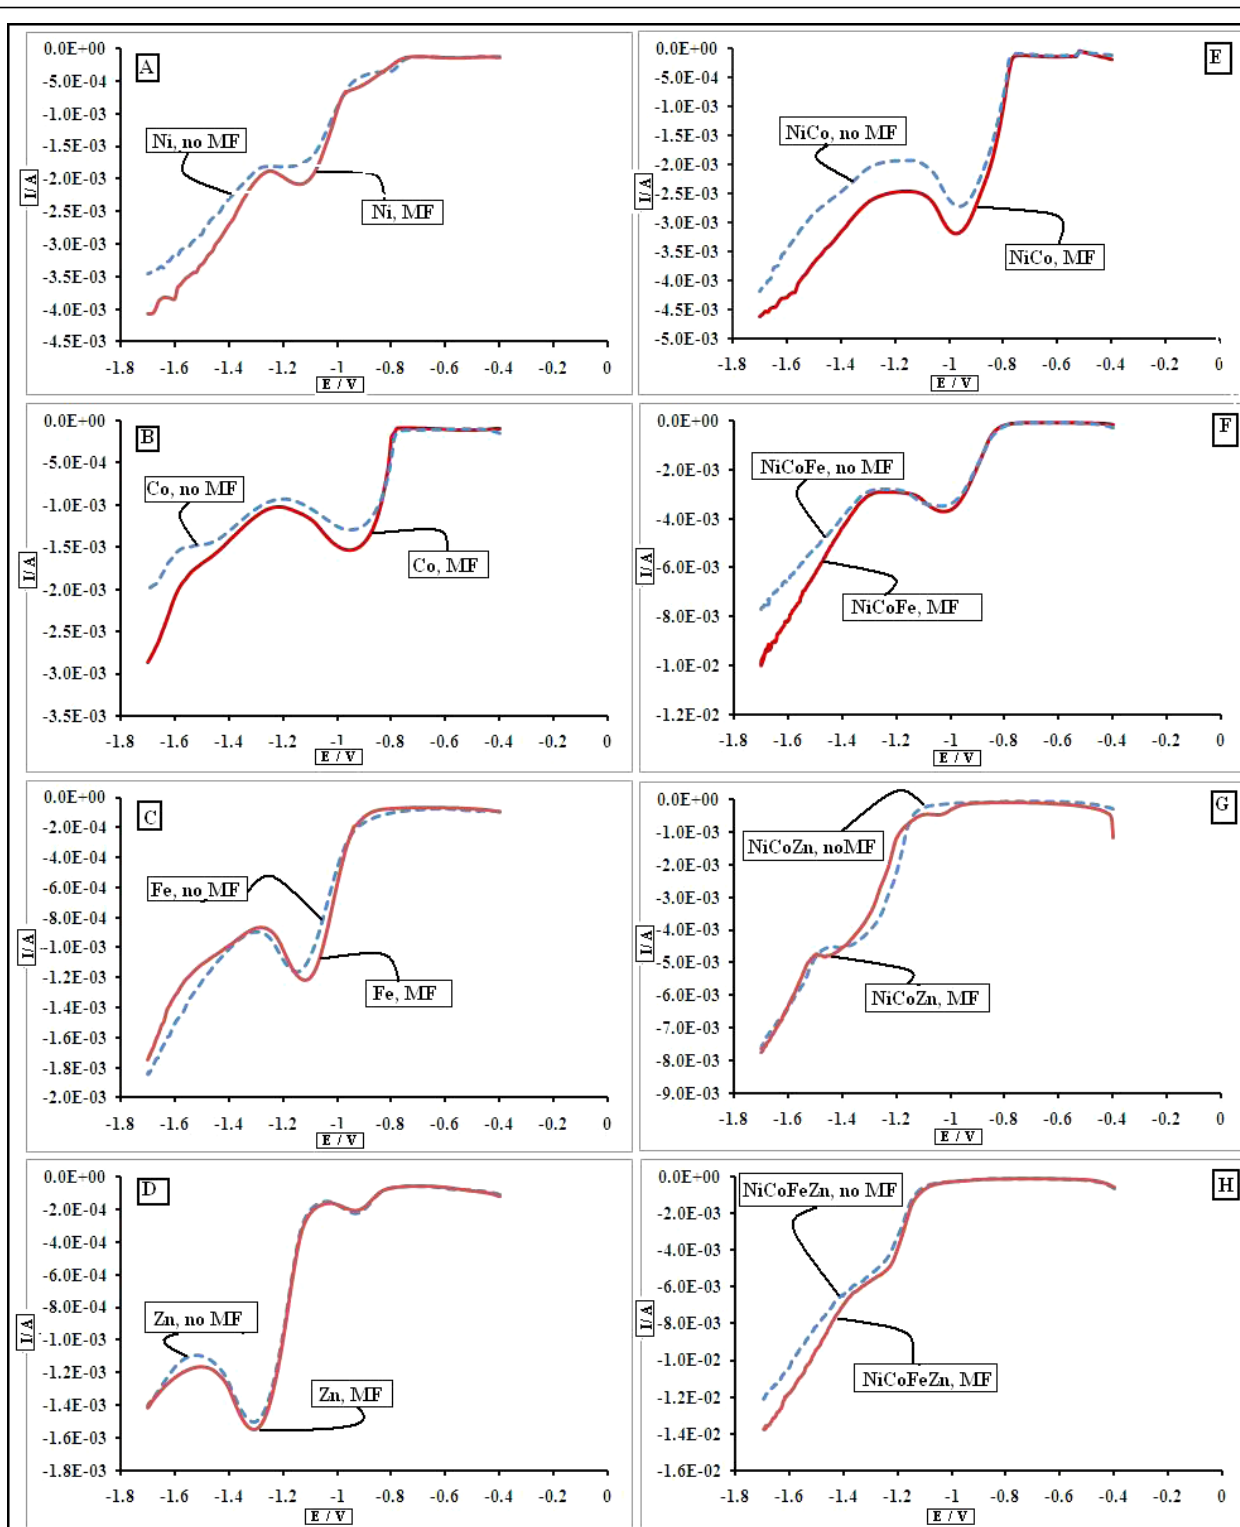 0.0E+00
-5.0E-04
-1.0E-03
-1.5E-03
-2.0E-03
-2.5E-03
-3.0E-03
-3.5E-03
-4.0E-03
-4.5E-03
I/ A
A
Ni, no MF
Ni, MF
-1.8 -1.6 -1.4 -1.2 -1 -0.8 -0.6 -0.4 -0.2 0
E / V
0.0E+00
-5.0E-04
-1.0E-03
-1.5E-03
-2.0E-03
-2.5E-03
-3.0E-03
-3.5E-03
-4.0E-03
-4.5E-03
-5.0E-03
I/ A
E
NiCo, no MF
NiCo, MF
-1.8 -1.6 -1.4 -1.2 -1 -0.8 -0.6 -0.4 -0.2 0
E / V
0.0E+00
-5.0E-04
-1.0E-03
-1.5E-03
-2.0E-03
-2.5E-03
-3.0E-03
-3.5E-03
I/ A
B
Co, no MF
Co, MF
-1.8 -1.6 -1.4 -1.2 -1 -0.8 -0.6 -0.4 -0.2 0
E / V
0.0E+00
-2.0E-03
-4.0E-03
-6.0E-03
-8.0E-03
-1.0E-02
-1.2E-02
I/ A
F
NiCoFe, no MF
NiCoFe, MF
-1.8 -1.6 -1.4 -1.2 -1 -0.8 -0.6 -0.4 -0.2 0
E / V
0.0E+00
-2.0E-04
-4.0E-04
-6.0E-04
-8.0E-04
-1.0E-03
-1.2E-03
-1.4E-03
-1.6E-03
-1.8E-03
-2.0E-03
I/ A
C
Fe, no MF
Fe, MF
-1.8 -1.6 -1.4 -1.2 -1 -0.8 -0.6 -0.4 -0.2 0
E / V
0.0E+00
-1.0E-03
-2.0E-03
-3.0E-03
-4.0E-03
-5.0E-03
-6.0E-03
-7.0E-03
-8.0E-03
-9.0E-03
I/ A
G
NiCoZn, noMF
NiCoZn, MF
-1.8 -1.6 -1.4 -1.2 -1 -0.8 -0.6 -0.4 -0.2 0
E / V
0.0E+00
-2.0E-04
-4.0E-04
-6.0E-04
-8.0E-04
-1.0E-03
-1.2E-03
-1.4E-03
-1.6E-03
-1.8E-03
I/ A
D
Zn, no MF
Zn, MF
-1.8 -1.6 -1.4 -1.2 -1 -0.8 -0.6 -0.4 -0.2 0
E / V
0.0E+00
-2.0E-03
-4.0E-03
-6.0E-03
-8.0E-03
-1.0E-02
-1.2E-02
-1.4E-02
-1.6E-02
I/ A
H
NiCoFeZn, no MF
NiCoFeZn, MF
-1.8 -1.6 -1.4 -1.2 -1 -0.8 -0.6 -0.4 -0.2 0
E / V